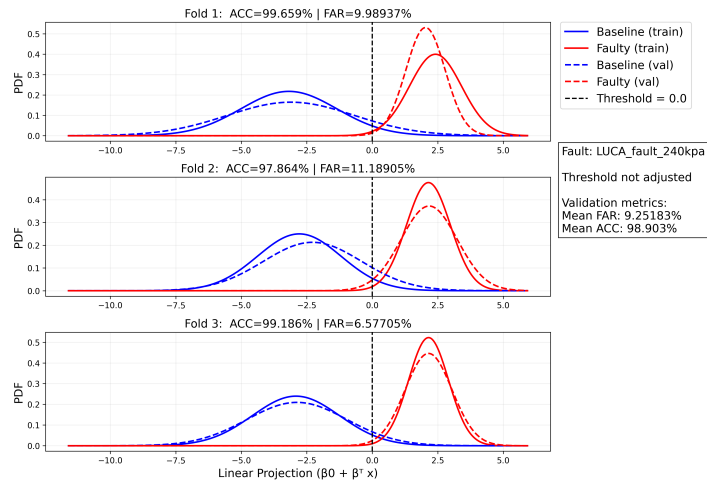 Fold 1:  ACC=99.659% | FAR=9.98937%
PDF
0.5
0.4
0.3
0.2
0.1
0.0
−10.0 −7.5 −5.0 −2.5 0.0 2.5 5.0
Baseline (train)
Faulty (train)
Baseline (val)
Faulty (val)
Threshold = 0.0
Fault: LUCA_fault_240kpa
Threshold not adjusted
Validation metrics:
Mean FAR: 9.25183%
Mean ACC: 98.903%
Fold 2:  ACC=97.864% | FAR=11.18905%
PDF
0.4
0.3
0.2
0.1
0.0
−10.0 −7.5 −5.0 −2.5 0.0 2.5 5.0
Fold 3:  ACC=99.186% | FAR=6.57705%
PDF
0.5
0.4
0.3
0.2
0.1
0.0
−10.0 −7.5 −5.0 −2.5 0.0 2.5 5.0
Linear Projection (β0 + βᵀ x)